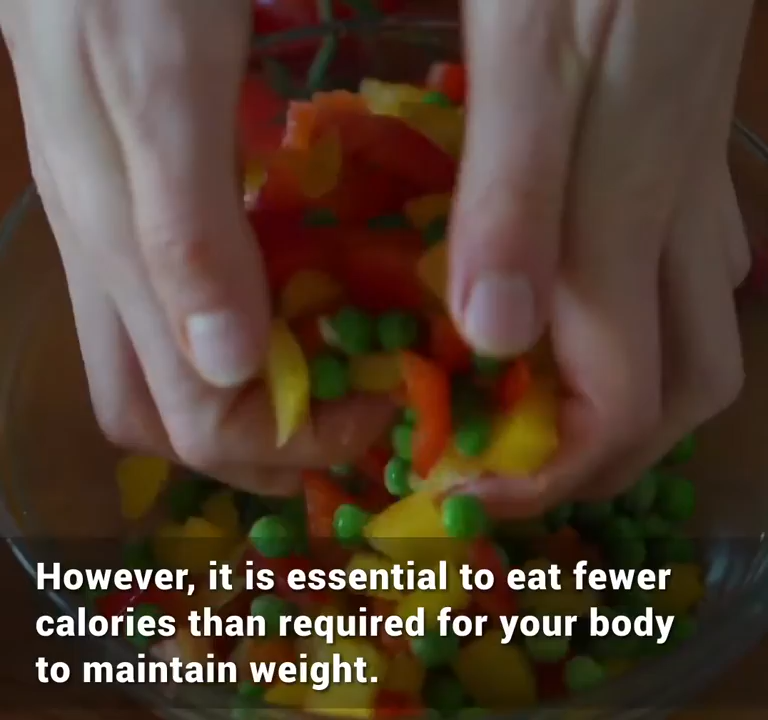 However, it is essential to eat fewer
calories than required for your body
to maintain weight.